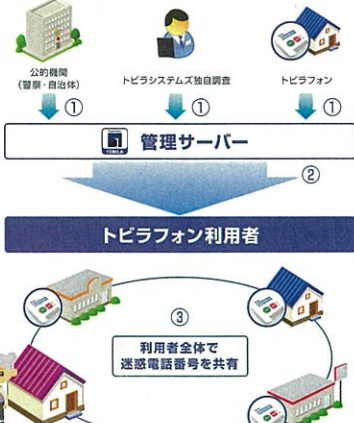 公的機関
(警察・自治体)
トビラシステムズ独自調査
トビラフォン
① ① ①
管理サーバー
②
トビラフォン利用者
③
利用者全体で
迷惑電話番号を共有